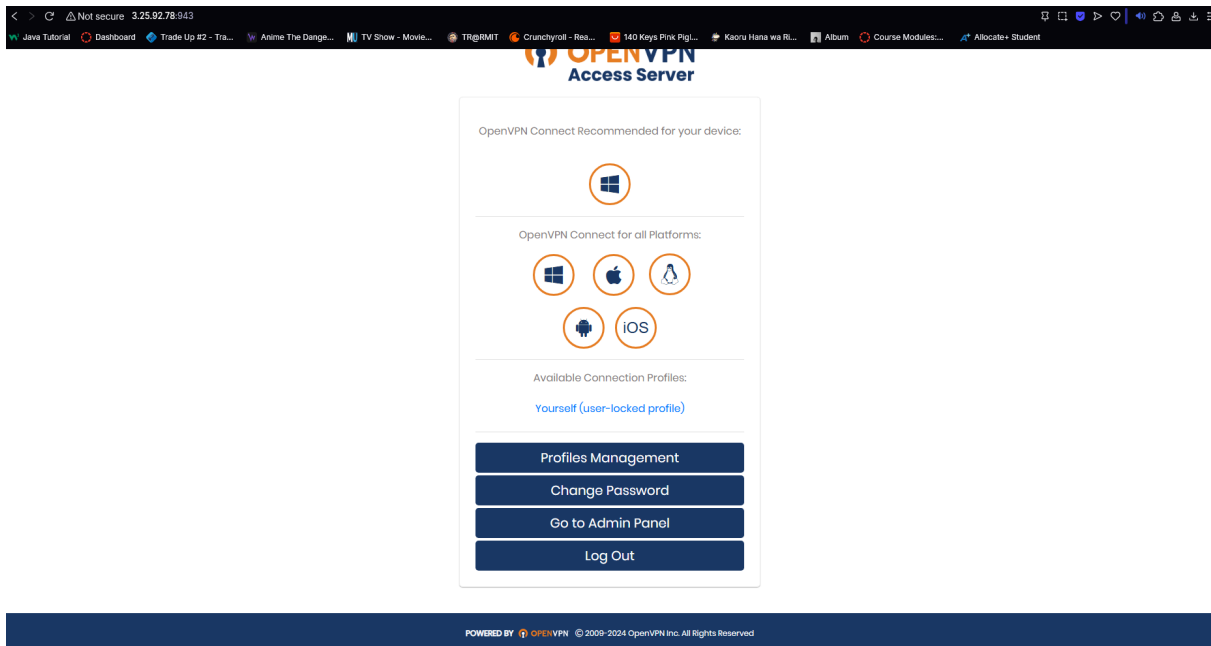 Not secure 3.25.92.78:943
Java Tutorial Dashboard Trade Up #2 - Tra... Anime The Dange... MU TV Show - Movie... TR@RMIT Crunchyroll - Rea... 140 Keys Pink Pigl... Kaoru Hana wa Ri... Album Course Modules:... Allocate+ Student
OPENVPN
Access Server
OpenVPN Connect Recommended for your device:
OpenVPN Connect for all Platforms:
iOS
Available Connection Profiles:
Yourself (user-locked profile)
Profiles Management
Change Password
Go to Admin Panel
Log Out
POWERED BY OPENVPN © 2009-2024 OpenVPN Inc. All Rights Reserved